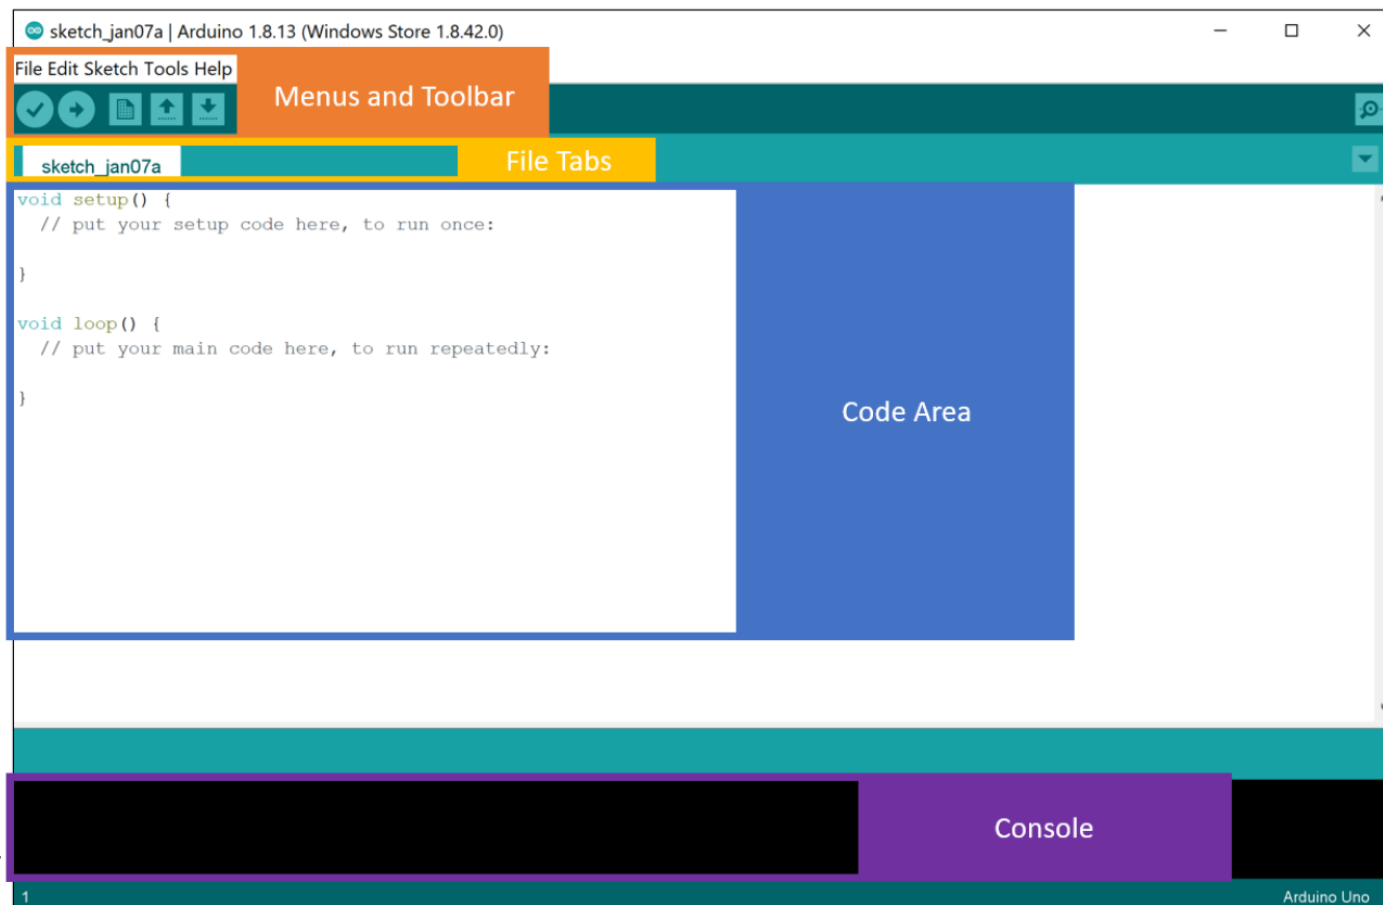 sketch_jan07a | Arduino 1.8.13 (Windows Store 1.8.42.0)
File Edit Sketch Tools Help
Menus and Toolbar
sketch_jan07a
File Tabs
void setup() {
  // put your setup code here, to run once:
}
void loop() {
  // put your main code here, to run repeatedly:
}
Code Area
Console
1
Arduino Uno